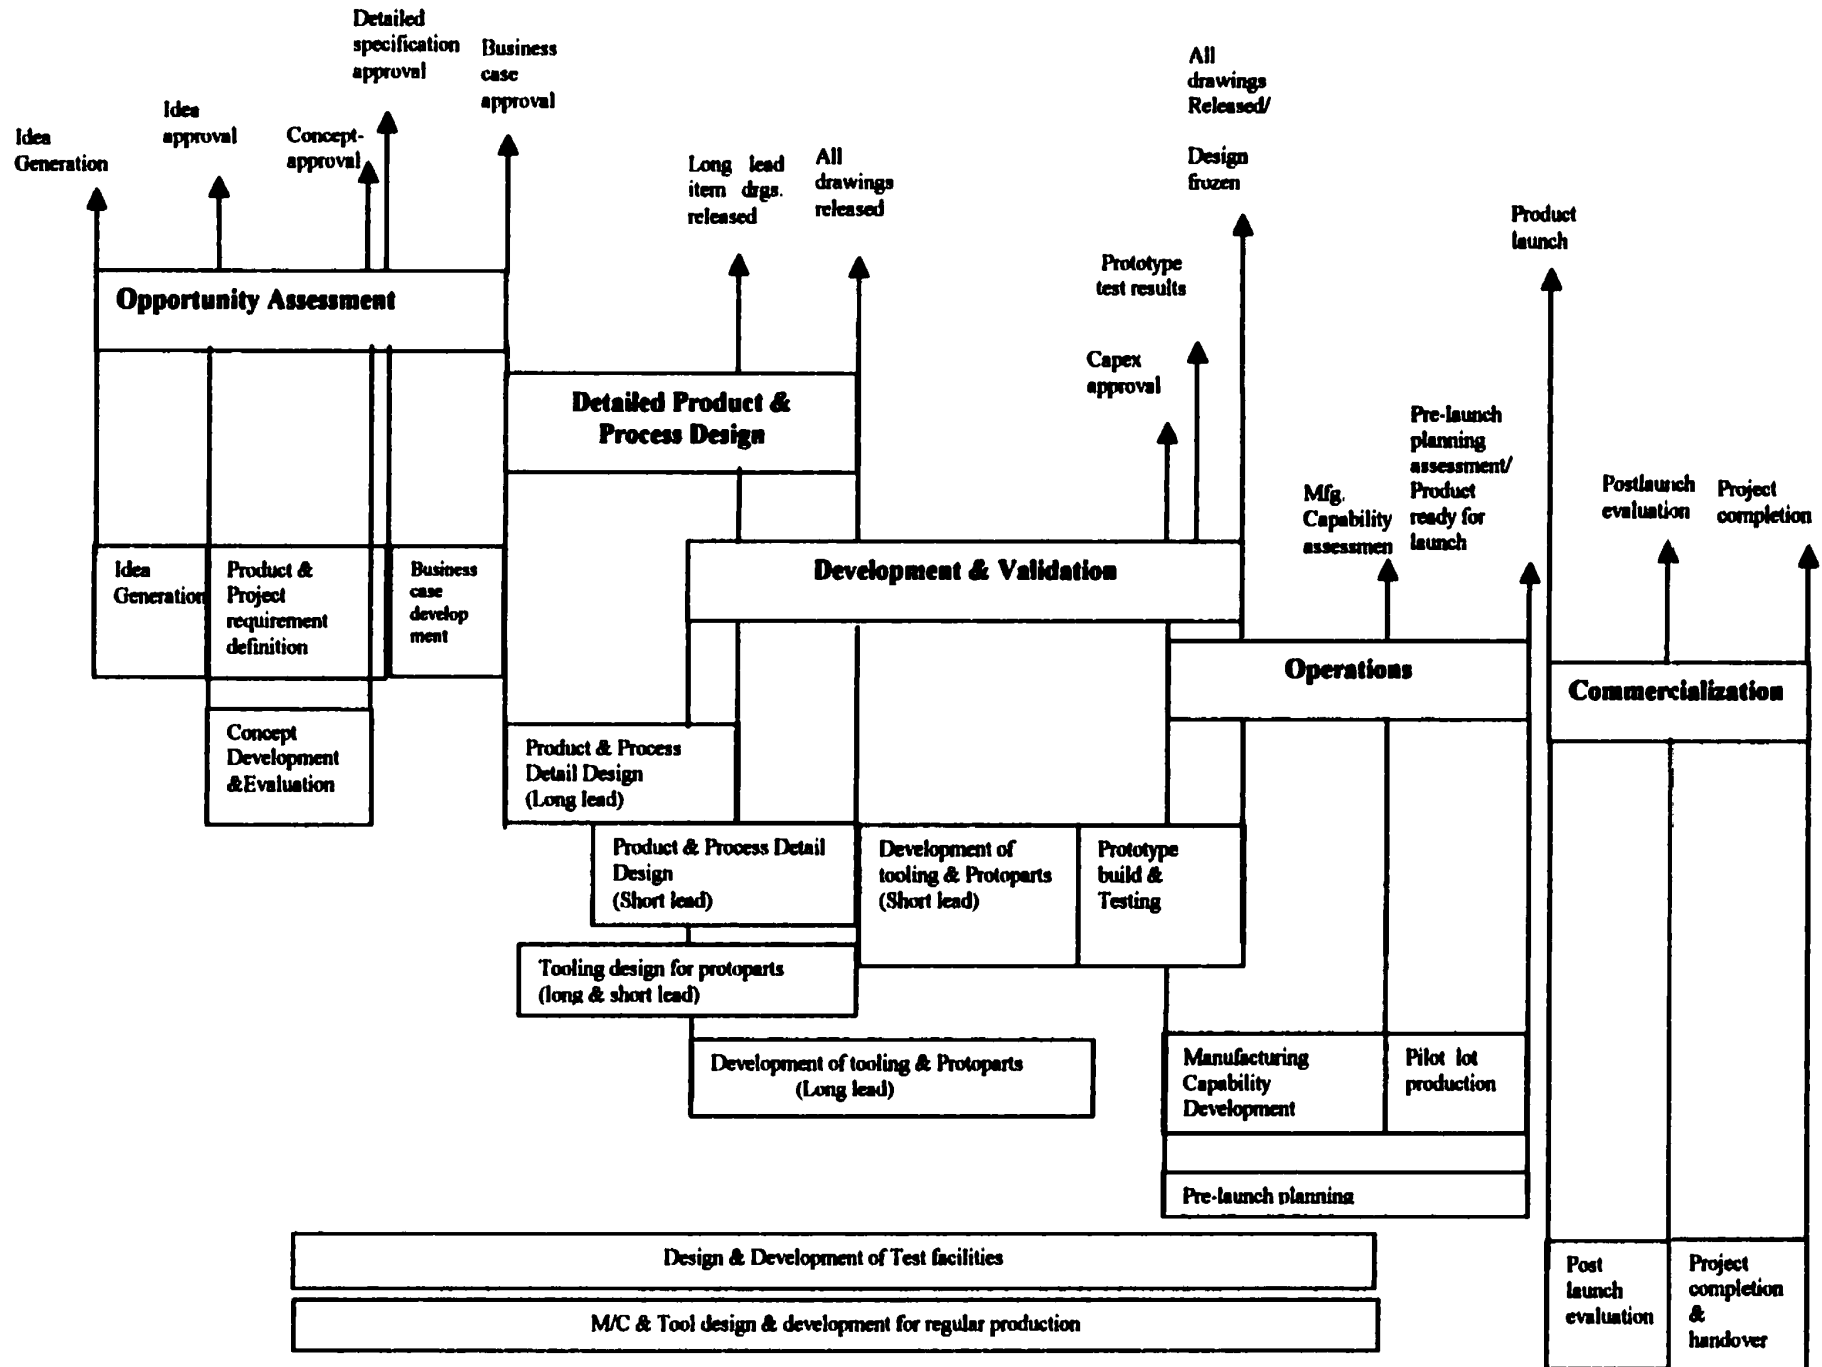 Detailed
specification
approval
Business
case
approval
Idea
approval
Idea
Generation
Concept-
approval
Long lead
item drgs.
released
All
drawings
released
All
drawings
Released/
Design
frozen
Prototype
test results
Capex
approval
Product
launch
Pre-launch
planning
assessment/
Product
ready for
launch
Mfg.
Capability
assessmen
Postlaunch
evaluation
Project
completion
Opportunity Assessment
Detailed Product &
Process Design
Development & Validation
Operations
Commercialization
Idea
Generation
Product &
Project
requirement
definition
Business
case
develop
ment
Concept
Development
&Evaluation
Product & Process
Detail Design
(Long lead)
Product & Process Detail
Design
(Short lead)
Development of
tooling & Protoparts
(Short lead)
Prototype
build &
Testing
Tooling design for protoparts
(long & short lead)
Development of tooling & Protoparts
(Long lead)
Manufacturing
Capability
Development
Pilot lot
production
Pre-launch planning
Design & Development of Test facilities
M/C & Tool design & development for regular production
Post
launch
evaluation
Project
completion
&
handover